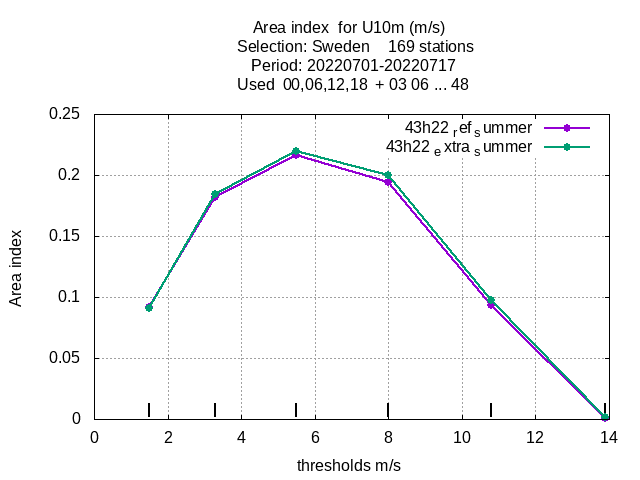 Area index  for U10m (m/s)
Selection: Sweden    169 stations
Period: 20220701-20220717
Used  00,06,12,18  + 03 06 ... 48
43h22 ref summer
43h22 extra summer
0.25
0.2
0.15
0.1
0.05
0
Area index
0 2 4 6 8 10 12 14
thresholds m/s